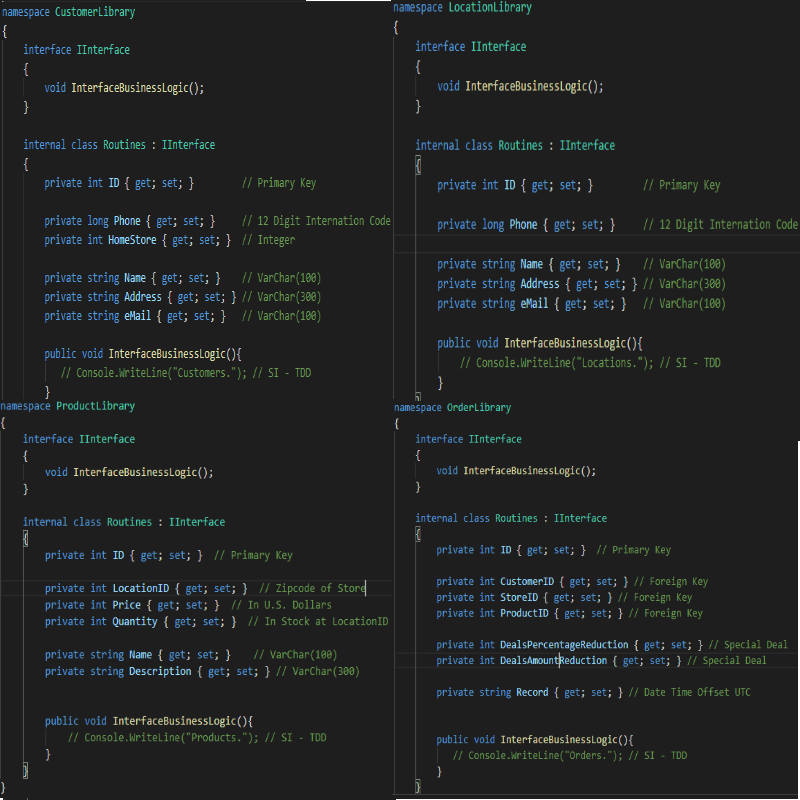 namespace CustomerLibrary
{
interface IInterface
{
void InterfaceBusinessLogic();
}
internal class Routines : IInterface
{
private int ID { get; set; } // Primary Key
private long Phone { get; set; } // 12 Digit Internation Code
private int HomeStore { get; set; } // Integer
private string Name { get; set; } // VarChar(100)
private string Address { get; set; } // VarChar(300)
private string eMail { get; set; } // VarChar(100)
public void InterfaceBusinessLogic(){
// Console.WriteLine("Customers."); // SI - TDD
}
namespace LocationLibrary
{
interface IInterface
{
void InterfaceBusinessLogic();
}
internal class Routines : IInterface
{
private int ID { get; set; } // Primary Key
private long Phone { get; set; } // 12 Digit Internation Code
private string Name { get; set; } // VarChar(100)
private string Address { get; set; } // VarChar(300)
private string eMail { get; set; } // VarChar(100)
public void InterfaceBusinessLogic(){
// Console.WriteLine("Locations."); // SI - TDD
}
}
namespace ProductLibrary
{
interface IInterface
{
void InterfaceBusinessLogic();
}
internal class Routines : IInterface
{
private int ID { get; set; } // Primary Key
private int LocationID { get; set; } // Zipcode of Store
private int Price { get; set; } // In U.S. Dollars
private int Quantity { get; set; } // In Stock at LocationID
private string Name { get; set; } // VarChar(100)
private string Description { get; set; } // VarChar(300)
public void InterfaceBusinessLogic(){
// Console.WriteLine("Products."); // SI - TDD
}
}
}
namespace OrderLibrary
{
interface IInterface
{
void InterfaceBusinessLogic();
}
internal class Routines : IInterface
{
private int ID { get; set; } // Primary Key
private int CustomerID { get; set; } // Foreign Key
private int StoreID { get; set; } // Foreign Key
private int ProductID { get; set; } // Foreign Key
private int DealsPercentageReduction { get; set; } // Special Deal
private int DealsAmountReduction { get; set; } // Special Deal
private string Record { get; set; } // Date Time Offset UTC
public void InterfaceBusinessLogic(){
// Console.WriteLine("Orders."); // SI - TDD
}
}